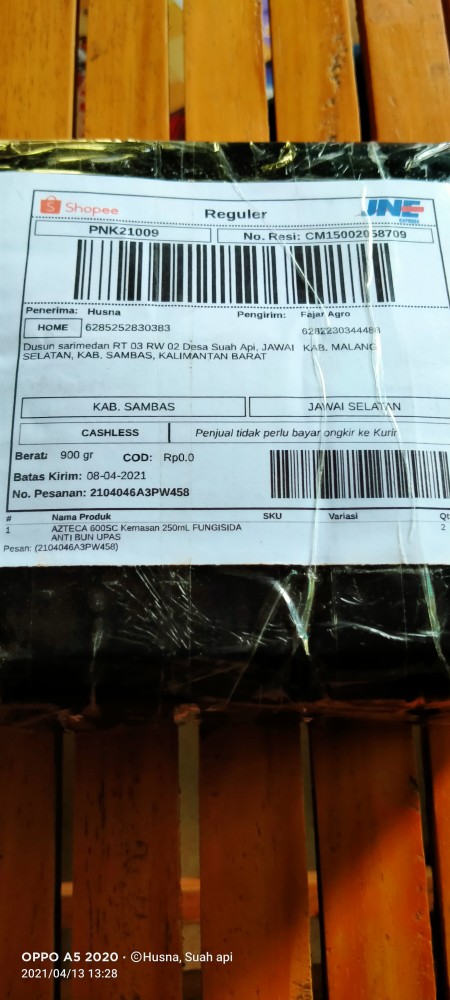 Shopee
Reguler
JNE
EXPRESS
PNK21009
No. Resi: CM15002058709
Penerima: Husna
Pengirim: Fajar Agro
HOME
6285252830383
6282230344488
Dusun sarimedan RT 03 RW 02 Desa Suah Api, JAWAI
SELATAN, KAB. SAMBAS, KALIMANTAN BARAT
KAB. MALANG
KAB. SAMBAS
JAWAI SELATAN
CASHLESS
Penjual tidak perlu bayar ongkir ke Kurir
Berat: 900 gr
COD: Rp0.0
Batas Kirim: 08-04-2021
No. Pesanan: 2104046A3PW458
# Nama Produk SKU Variasi Qt
1 AZTECA 600SC Kemasan 250mL FUNGISIDA 2
ANTI BUN UPAS
Pesan: (2104046A3PW458)
OPPO A5 2020 · ©Husna, Suah api
2021/04/13 13:28